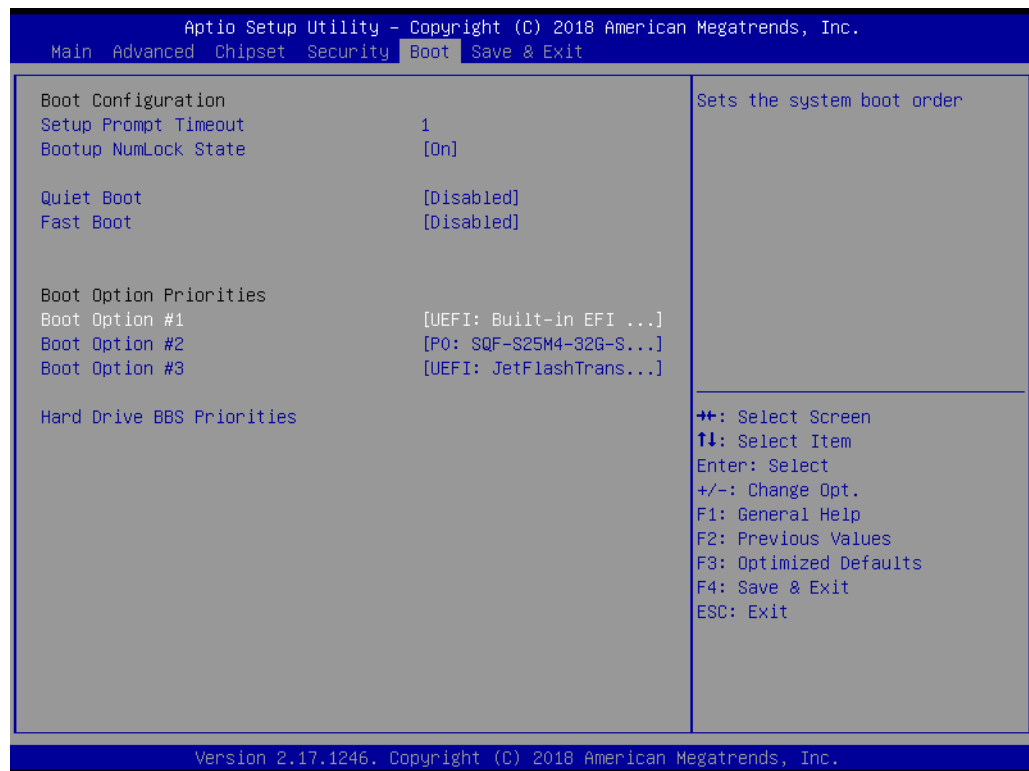 Aptio Setup Utility – Copyright (C) 2018 American Megatrends, Inc.
Main Advanced Chipset Security Boot Save & Exit
Boot Configuration
Setup Prompt Timeout 1
Bootup NumLock State [On]
Quiet Boot [Disabled]
Fast Boot [Disabled]
Boot Option Priorities
Boot Option #1 [UEFI: Built-in EFI ...]
Boot Option #2 [P0: SQF-S25M4-32G-S...]
Boot Option #3 [UEFI: JetFlashTrans...]
Hard Drive BBS Priorities
Sets the system boot order
→←: Select Screen
↑↓: Select Item
Enter: Select
+/-: Change Opt.
F1: General Help
F2: Previous Values
F3: Optimized Defaults
F4: Save & Exit
ESC: Exit
Version 2.17.1246. Copyright (C) 2018 American Megatrends, Inc.